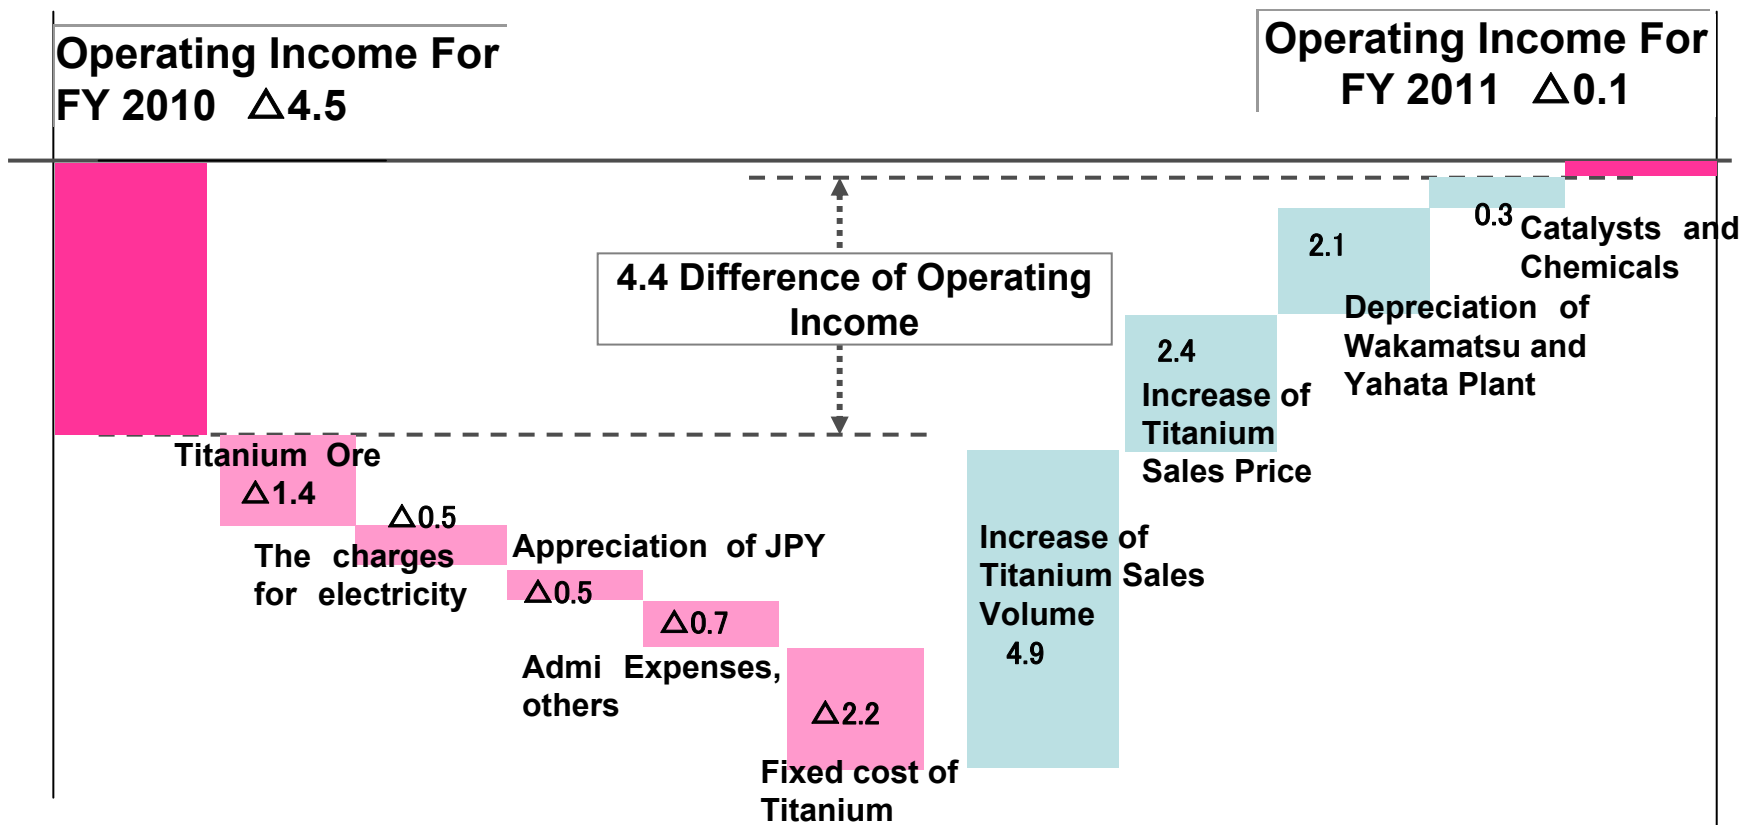 Operating Income For
FY 2010 △4.5
Operating Income For
FY 2011 △0.1
4.4 Difference of Operating
Income
Titanium Ore
△1.4
△0.5
The charges
for electricity
Appreciation of JPY
△0.5
△0.7
Admi Expenses,
others
△2.2
Fixed cost of
Titanium
Increase of
Titanium Sales
Volume
4.9
2.4
Increase of
Titanium
Sales Price
2.1
Depreciation of
Wakamatsu and
Yahata Plant
0.3
Catalysts and
Chemicals